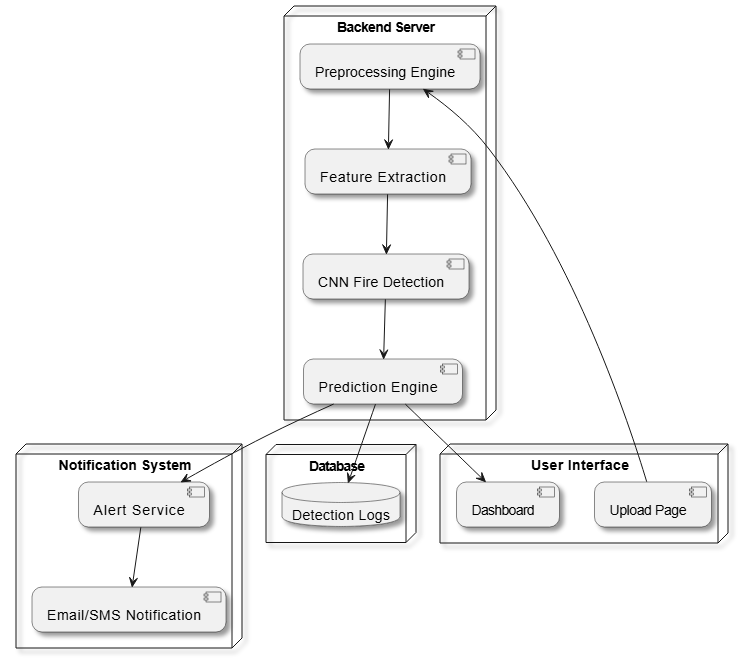 Backend Server
Preprocessing Engine
Feature Extraction
CNN Fire Detection
Prediction Engine
Notification System
Alert Service
Email/SMS Notification
Database
Detection Logs
User Interface
Dashboard
Upload Page